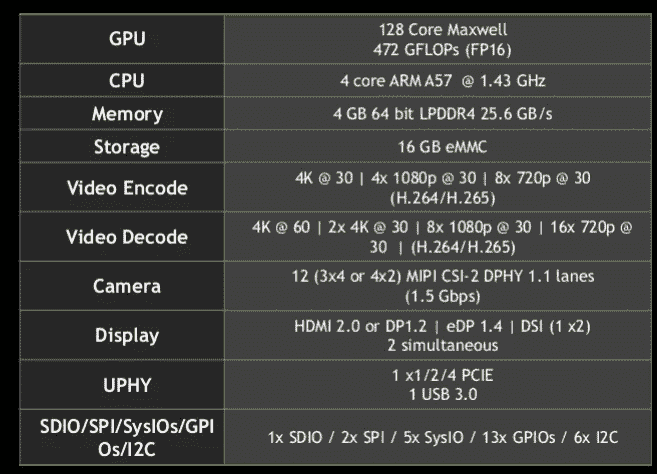 GPU
128 Core Maxwell
472 GFLOPs (FP16)
CPU
4 core ARM A57 @ 1.43 GHz
Memory
4 GB 64 bit LPDDR4 25.6 GB/s
Storage
16 GB eMMC
Video Encode
4K @ 30 | 4x 1080p @ 30 | 8x 720p @ 30
(H.264/H.265)
Video Decode
4K @ 60 | 2x 4K @ 30 | 8x 1080p @ 30 | 16x 720p @
30 | (H.264/H.265)
Camera
12 (3x4 or 4x2) MIPI CSI-2 DPHY 1.1 lanes
(1.5 Gbps)
Display
HDMI 2.0 or DP1.2 | eDP 1.4 | DSI (1 x2)
2 simultaneous
UPHY
1 x1/2/4 PCIE
1 USB 3.0
SDIO/SPI/SysIOs/GPI
Os/I2C
1x SDIO / 2x SPI / 5x SysIO / 13x GPIOs / 6x I2C